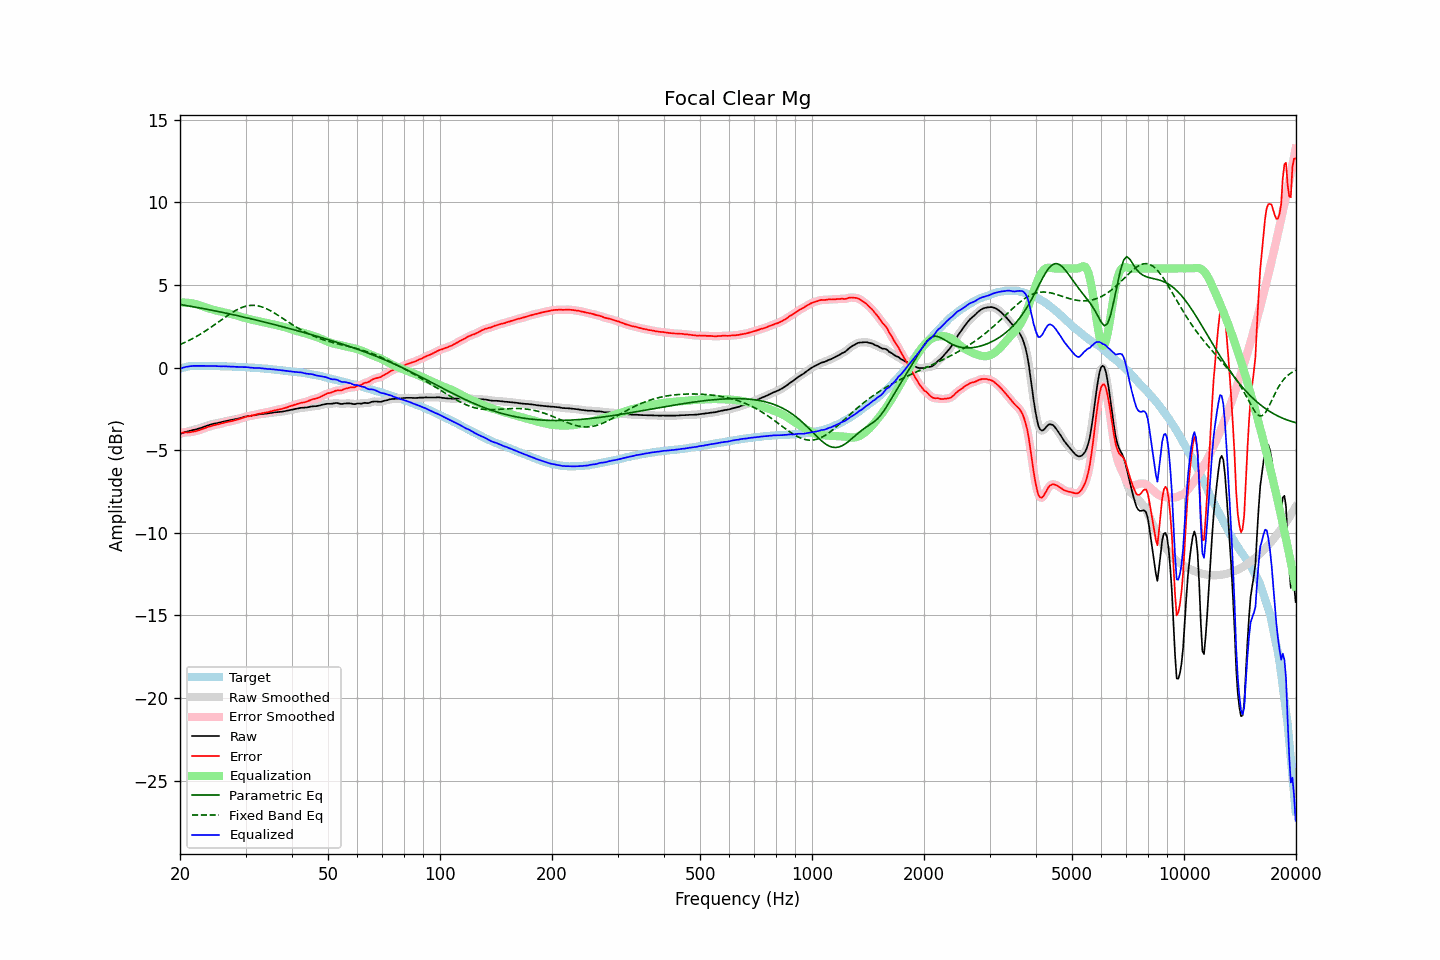 Focal Clear Mg
15
10
5
0
−5
−10
−15
−20
−25
Amplitude (dBr)
Target
Raw Smoothed
Error Smoothed
Raw
Error
Equalization
Parametric Eq
Fixed Band Eq
Equalized
20 50 100 200 500 1000 2000 5000 10000 20000
Frequency (Hz)